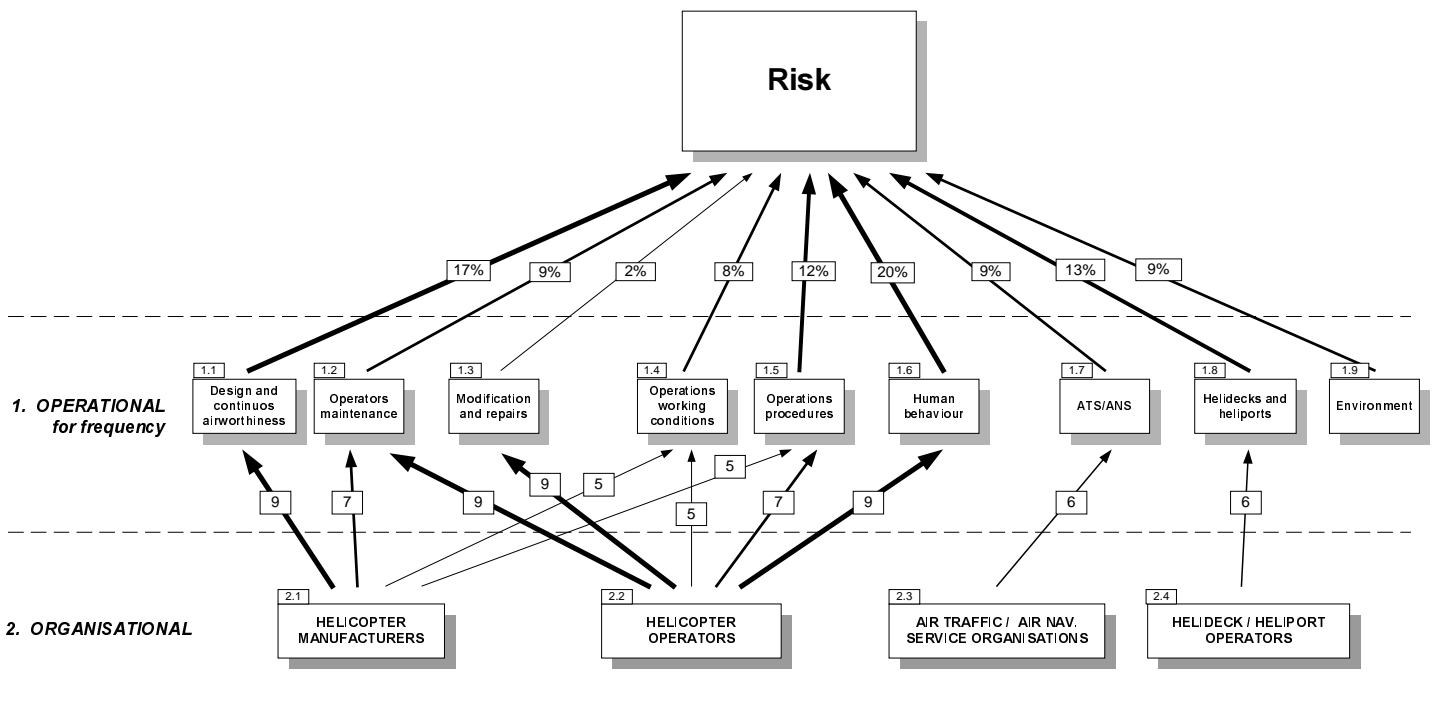 Risk
17%
9%
2%
8%
12%
20%
9%
13%
9%
1. OPERATIONAL
for frequency
1.1
Design and
continuos
airworthiness
1.2
Operators
maintenance
1.3
Modification
and repairs
1.4
Operations
working
conditions
1.5
Operations
procedures
1.6
Human
behaviour
1.7
ATS/ANS
1.8
Helidecks and
heliports
1.9
Environment
9
7
9
9
5
5
5
7
9
6
6
2. ORGANISATIONAL
2.1
HELICOPTER
MANUFACTURERS
2.2
HELICOPTER
OPERATORS
2.3
AIR TRAFFIC / AIR NAV.
SERVICE ORGANISATIONS
2.4
HELIDECK / HELIPORT
OPERATORS